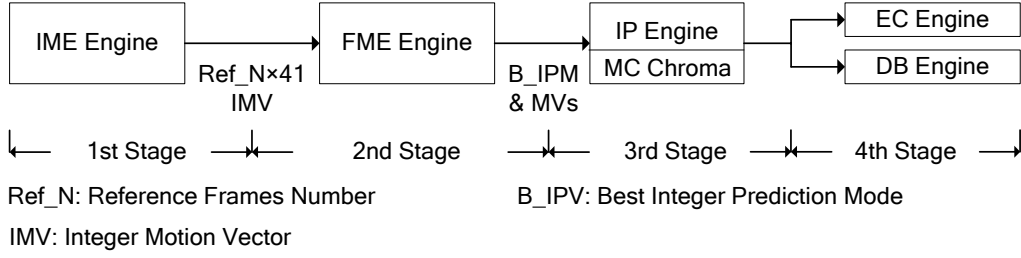 IME Engine
FME Engine
IP Engine
MC Chroma
EC Engine
DB Engine
Ref_N×41
IMV
B_IPM
& MVs
1st Stage
2nd Stage
3rd Stage
4th Stage
Ref_N: Reference Frames Number
B_IPV: Best Integer Prediction Mode
IMV: Integer Motion Vector